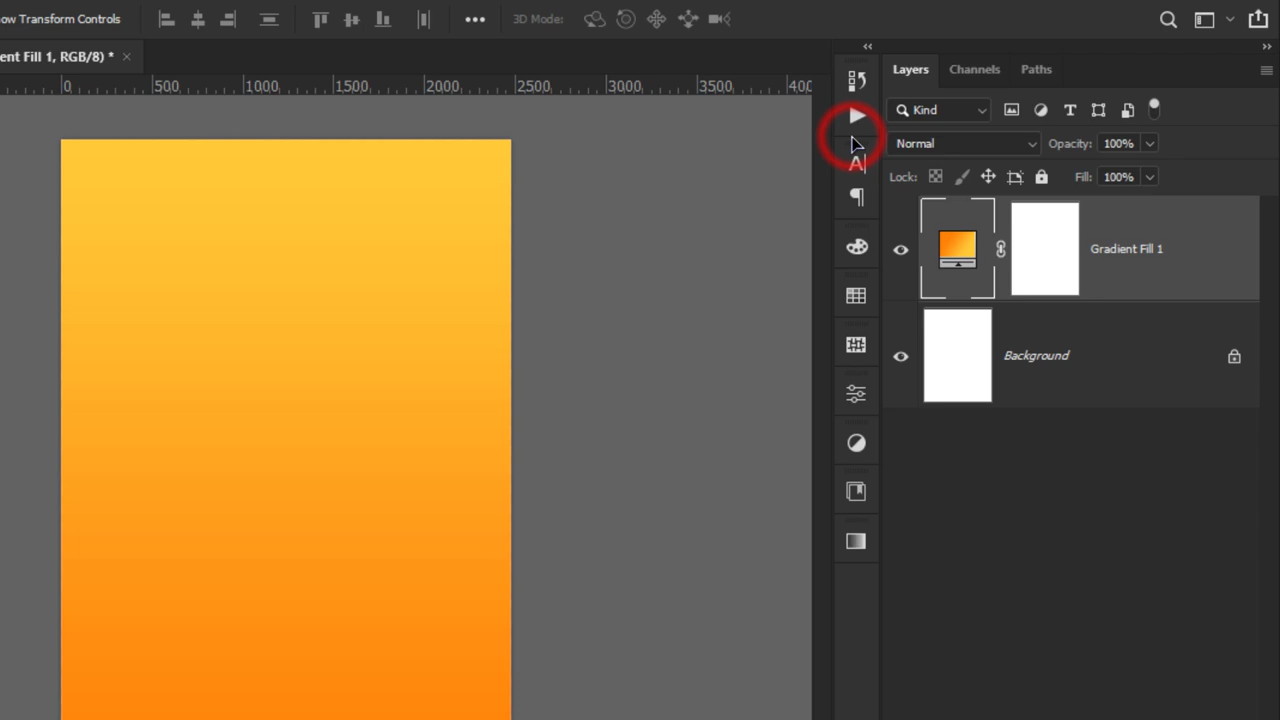 ow Transform Controls
3D Mode:
ent Fill 1, RGB/8) * ×
0 500 1000 1500 2000 2500 3000 3500
Layers Channels Paths
Kind
Normal Opacity: 100%
Lock: Fill: 100%
Gradient Fill 1
Background